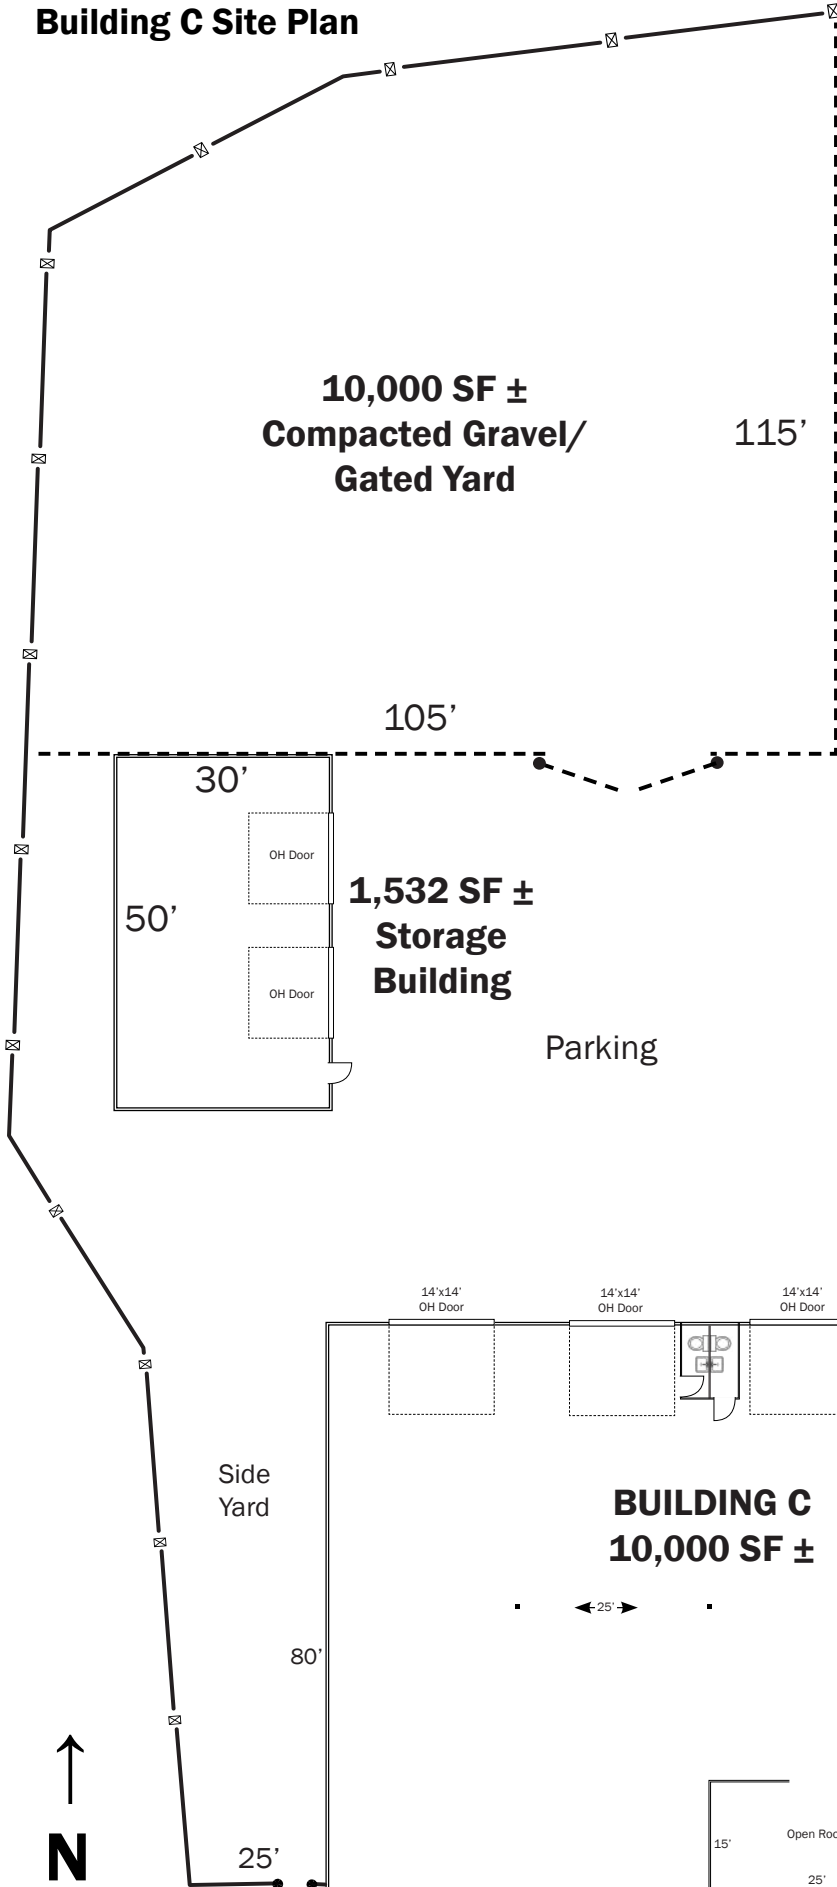 Building C Site Plan
10,000 SF ±
Compacted Gravel/
Gated Yard
115’
105’
30’
OH Door
50’
1,532 SF ±
Storage
Building
OH Door
Parking
14’x14’
OH Door
14’x14’
OH Door
14’x14’
OH Door
Side
Yard
BUILDING C
10,000 SF ±
25’
80’
15’
Open Roo
25’
25’
N